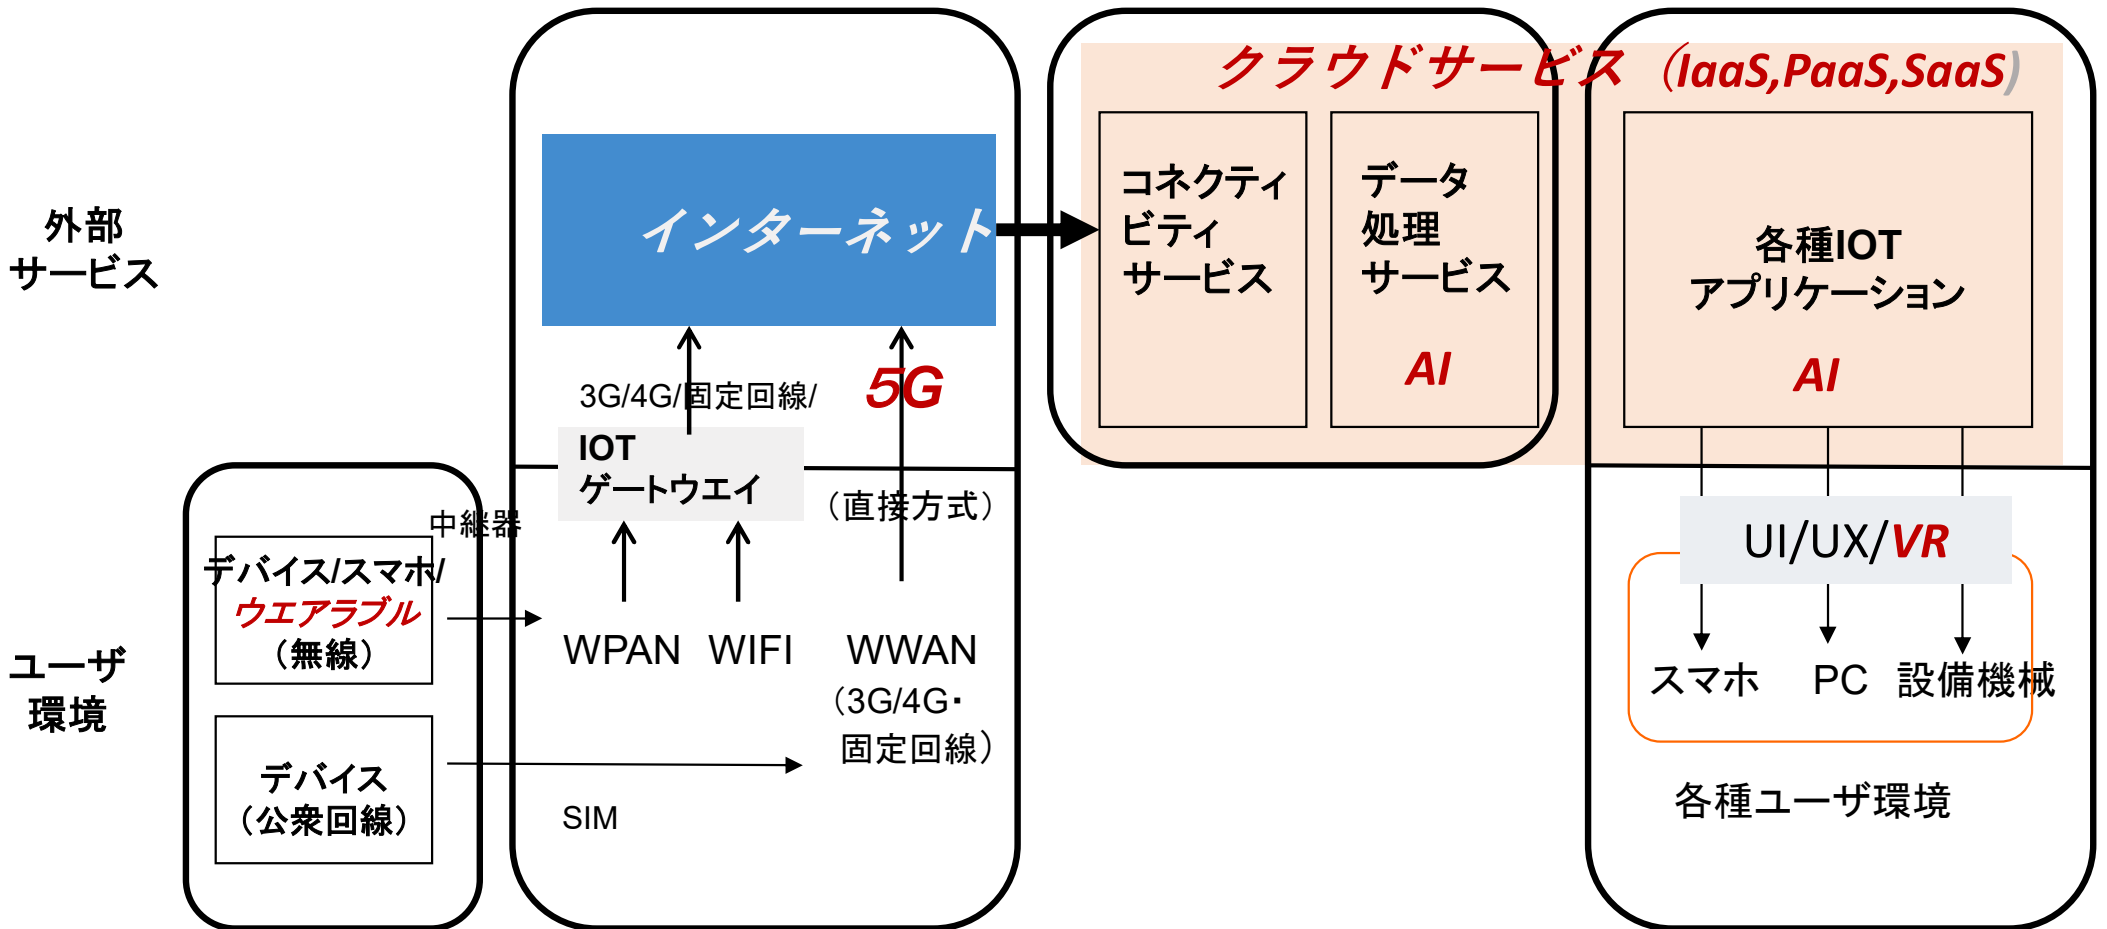 クラウドサービス（IaaS,PaaS,SaaS)
外部
サービス
インターネット
コネクティ
ビティ
サービス
データ
処理
サービス
AI
各種IOT
アプリケーション
AI
3G/4G/固定回線/
５G
IOT
ゲートウエイ
（直接方式）
中継器
デバイス/スマホ/
ウエアラブル
（無線）
WPAN
WIFI
WWAN
（3G/4G・
固定回線）
UI/UX/VR
スマホ
PC
設備機械
ユーザ
環境
デバイス
（公衆回線）
SIM
各種ユーザ環境